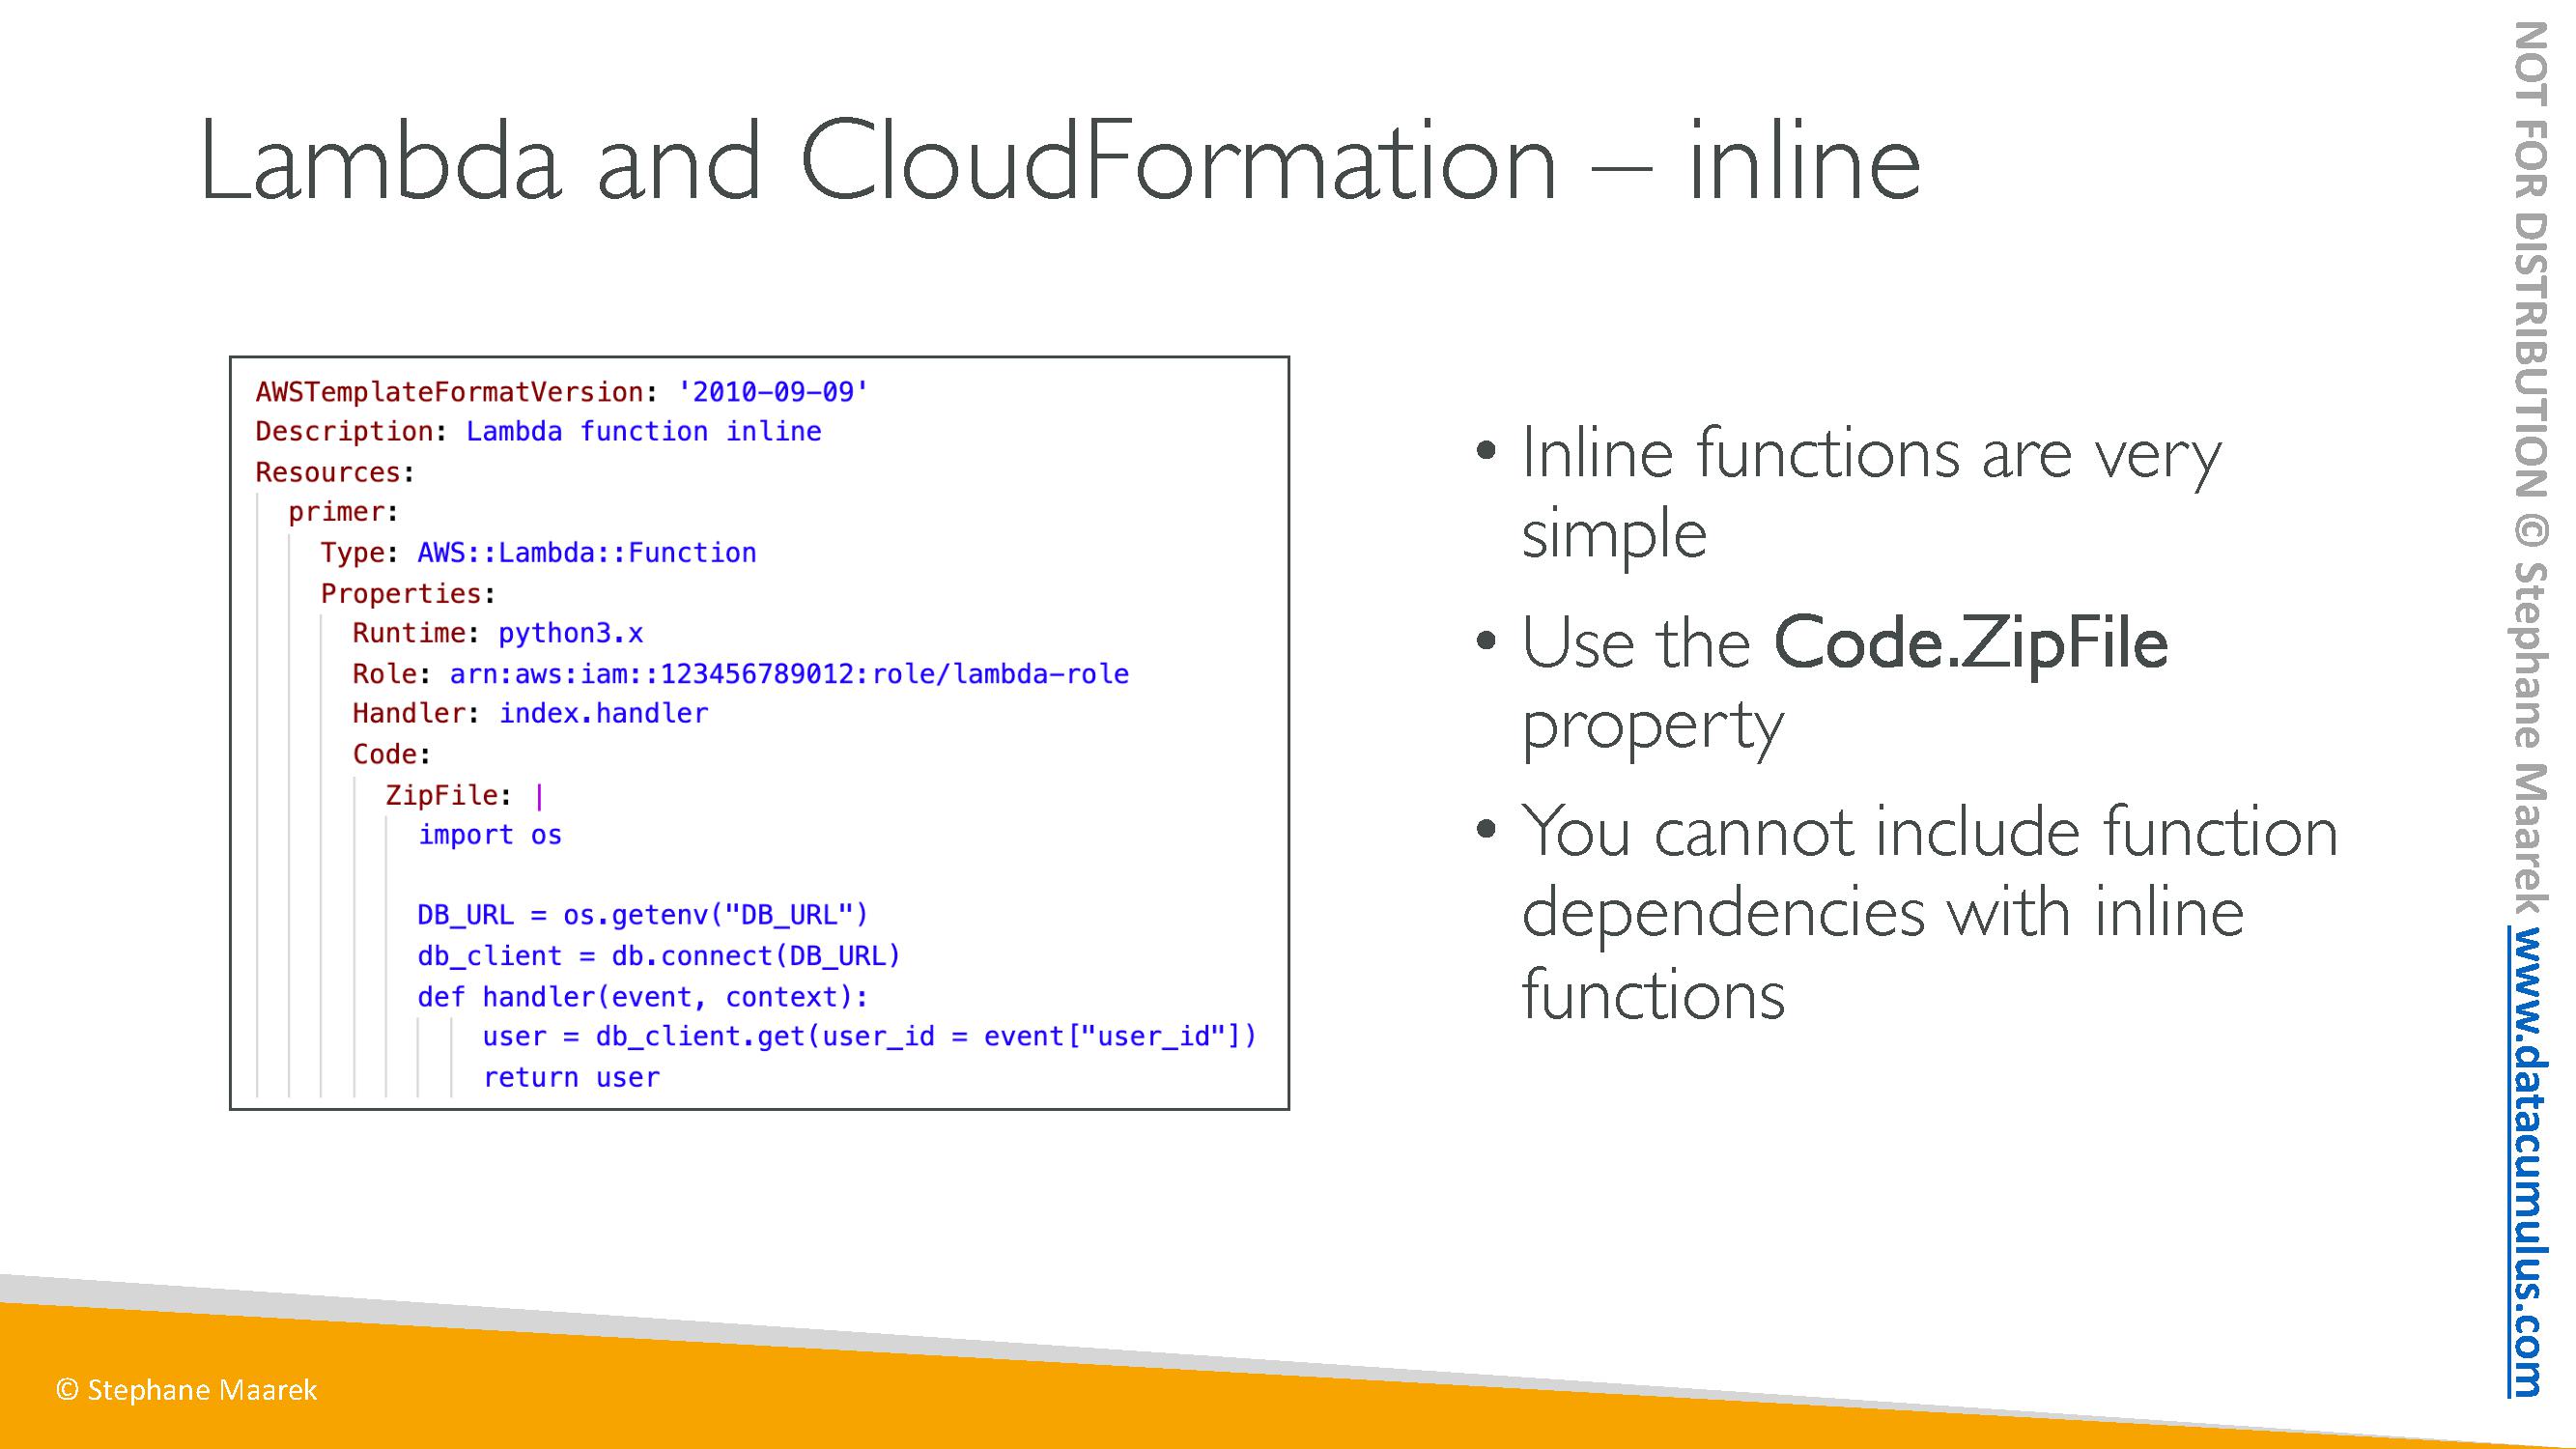 Lambda and CloudFormation – inline
AWSTemplateFormatVersion: '2010-09-09'
Description: Lambda function inline
Resources:
  primer:
    Type: AWS::Lambda::Function
    Properties:
      Runtime: python3.x
      Role: arn:aws:iam::123456789012:role/lambda-role
      Handler: index.handler
      Code:
        ZipFile: |
          import os
          DB_URL = os.getenv("DB_URL")
          db_client = db.connect(DB_URL)
          def handler(event, context):
              user = db_client.get(user_id = event["user_id"])
              return user
• Inline functions are very
simple
• Use the Code.ZipFile
property
• You cannot include function
dependencies with inline
functions
© Stephane Maarek
NOT FOR DISTRIBUTION © Stephane Maarek www.datacumulus.com